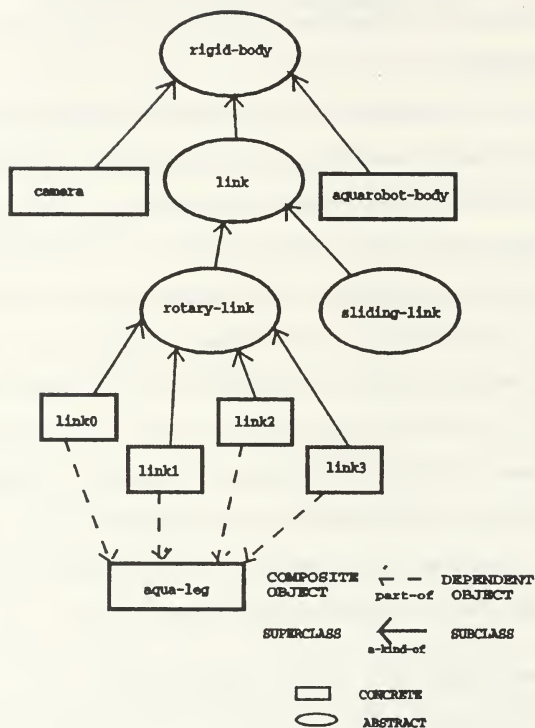 rigid-body
camera
link
aquarobot-body
rotary-link
sliding-link
link0
link2
link1
link3
aqua-leg
COMPOSITE DEPENDENT
OBJECT part-of OBJECT
SUPERCLASS SUBCLASS
a-kind-of
CONCRETE
ABSTRACT